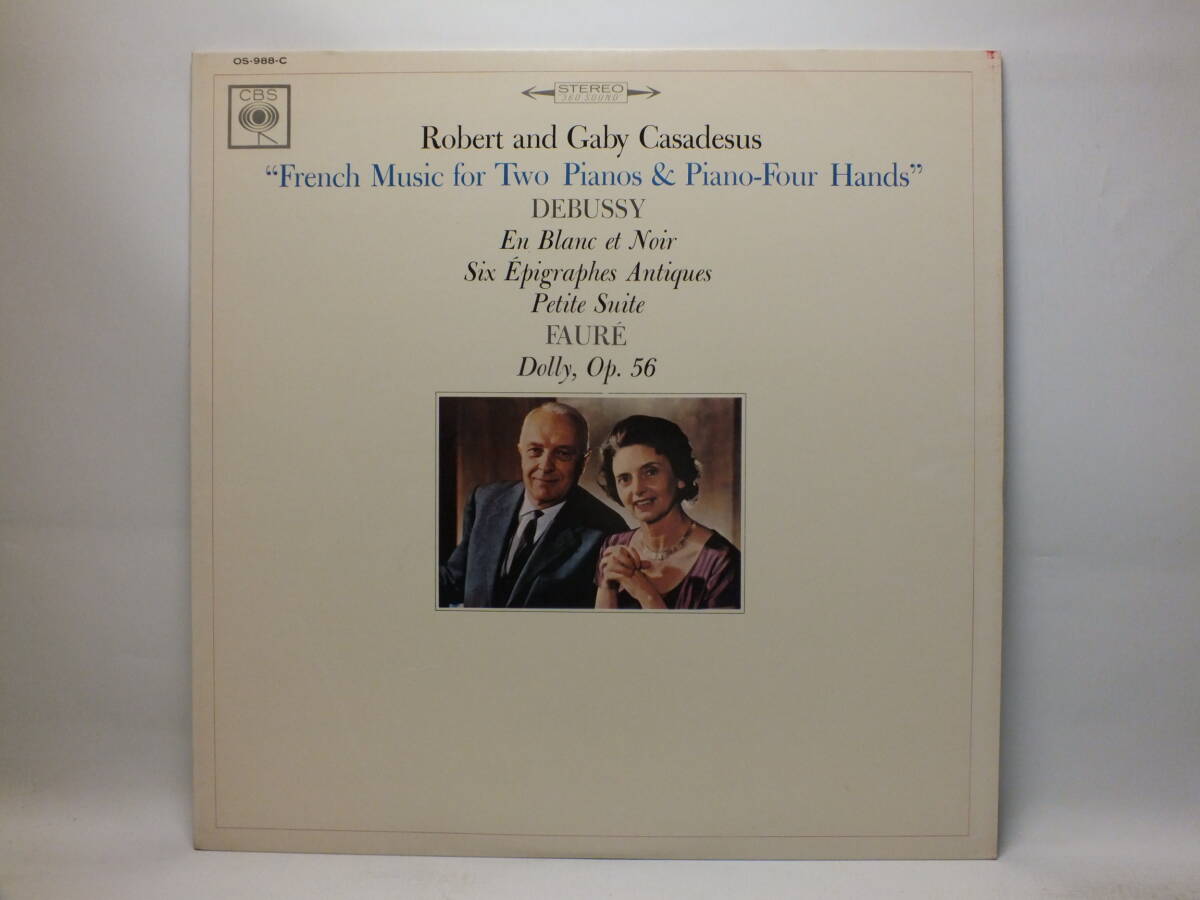 OS-988-C
CBS
STEREO
360 SOUND
Robert and Gaby Casadesus
“French Music for Two Pianos & Piano-Four Hands”
DEBUSSY
En Blanc et Noir
Six Épigraphes Antiques
Petite Suite
FAURÉ
Dolly, Op. 56